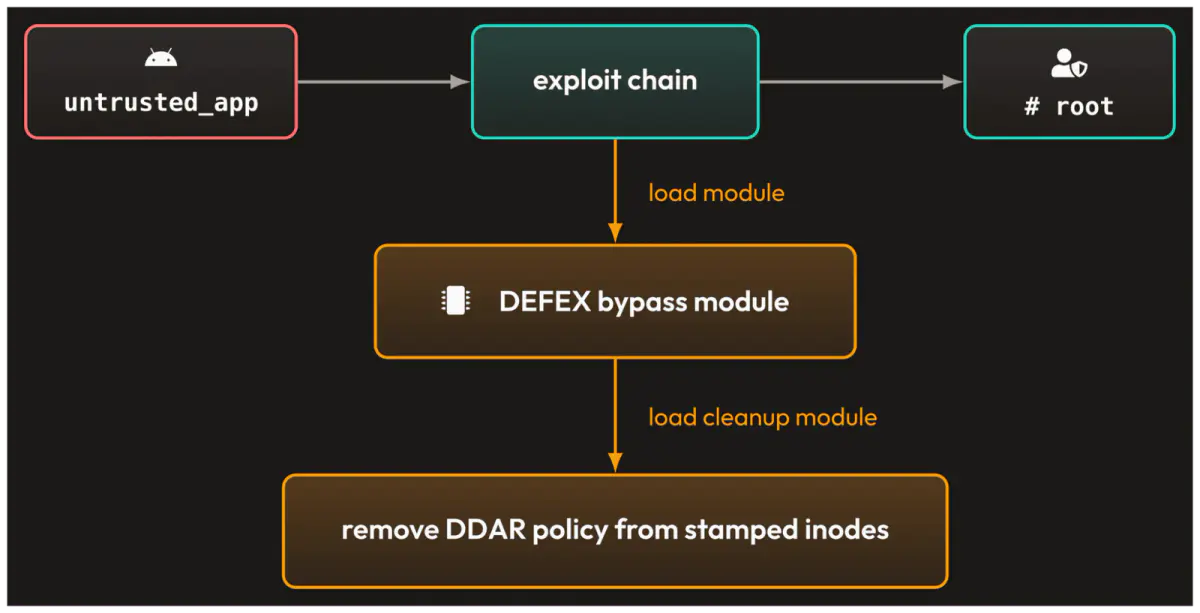 untrusted_app
exploit chain
# root
load module
DEFEX bypass module
load cleanup module
remove DDAR policy from stamped inodes